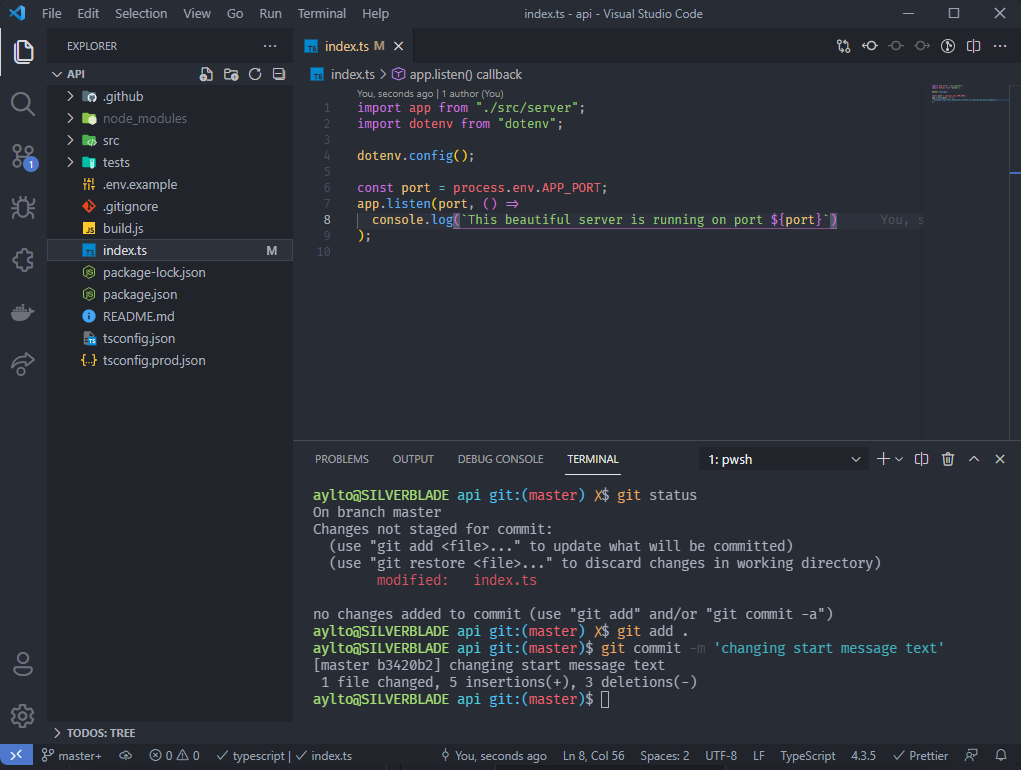 File Edit Selection View Go Run Terminal Help index.ts - api - Visual Studio Code
EXPLORER
API
.github
node_modules
src
tests
.env.example
.gitignore
JS build.js
TS index.ts M
package-lock.json
package.json
README.md
TS tsconfig.json
{..} tsconfig.prod.json
TODOS: TREE
1
TS index.ts M
TS index.ts > app.listen() callback
You, seconds ago | 1 author (You)
1 import app from "./src/server";
2 import dotenv from "dotenv";
3
4 dotenv.config();
5
6 const port = process.env.APP_PORT;
7 app.listen(port, () ⇒
8 console.log(`This beautiful server is running on port ${port}`) You, s
9 );
10
PROBLEMS OUTPUT DEBUG CONSOLE TERMINAL 1: pwsh
aylto@SILVERBLADE api git:(master) X$ git status
On branch master
Changes not staged for commit:
(use "git add <file>..." to update what will be committed)
(use "git restore <file>..." to discard changes in working directory)
modified: index.ts
no changes added to commit (use "git add" and/or "git commit -a")
aylto@SILVERBLADE api git:(master) X$ git add .
aylto@SILVERBLADE api git:(master)$ git commit -m 'changing start message text'
[master b3420b2] changing start message text
1 file changed, 5 insertions(+), 3 deletions(-)
aylto@SILVERBLADE api git:(master)$
master+ 0 0 typescript | index.ts You, seconds ago Ln 8, Col 56 Spaces: 2 UTF-8 LF TypeScript 4.3.5 Prettier